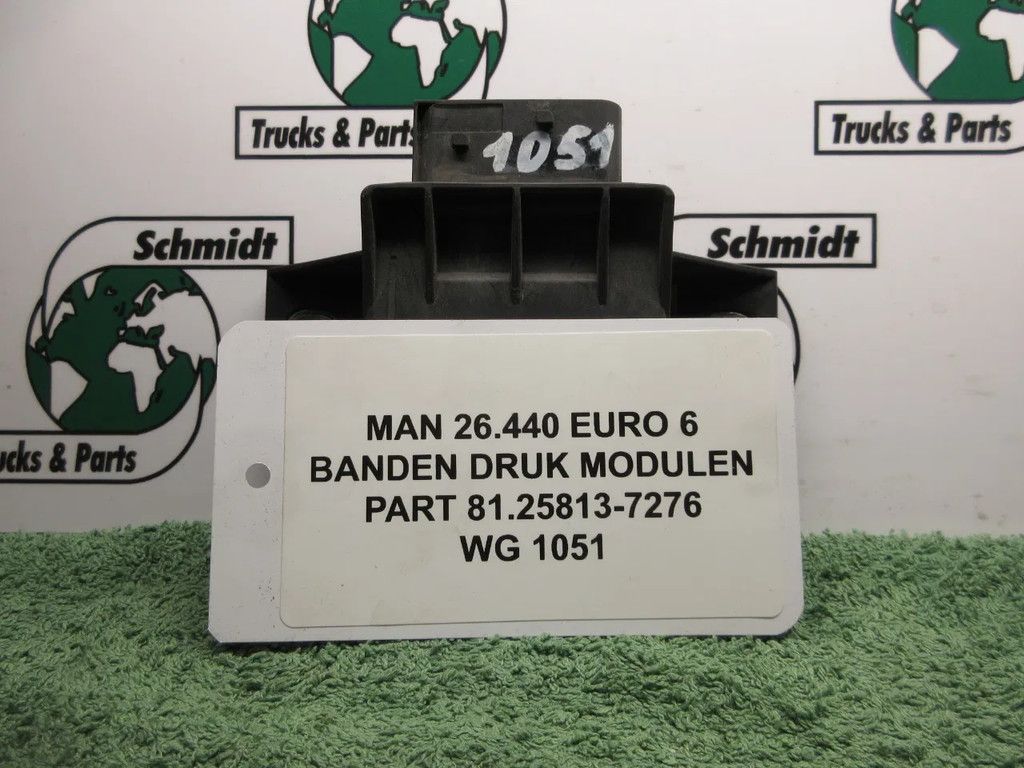 Trucks & Parts
Trucks & Parts
1051
Schmidt
Schmidt
ucks & Parts
MAN 26.440 EURO 6
BANDEN DRUK MODULEN
PART 81.25813-7276
WG 1051